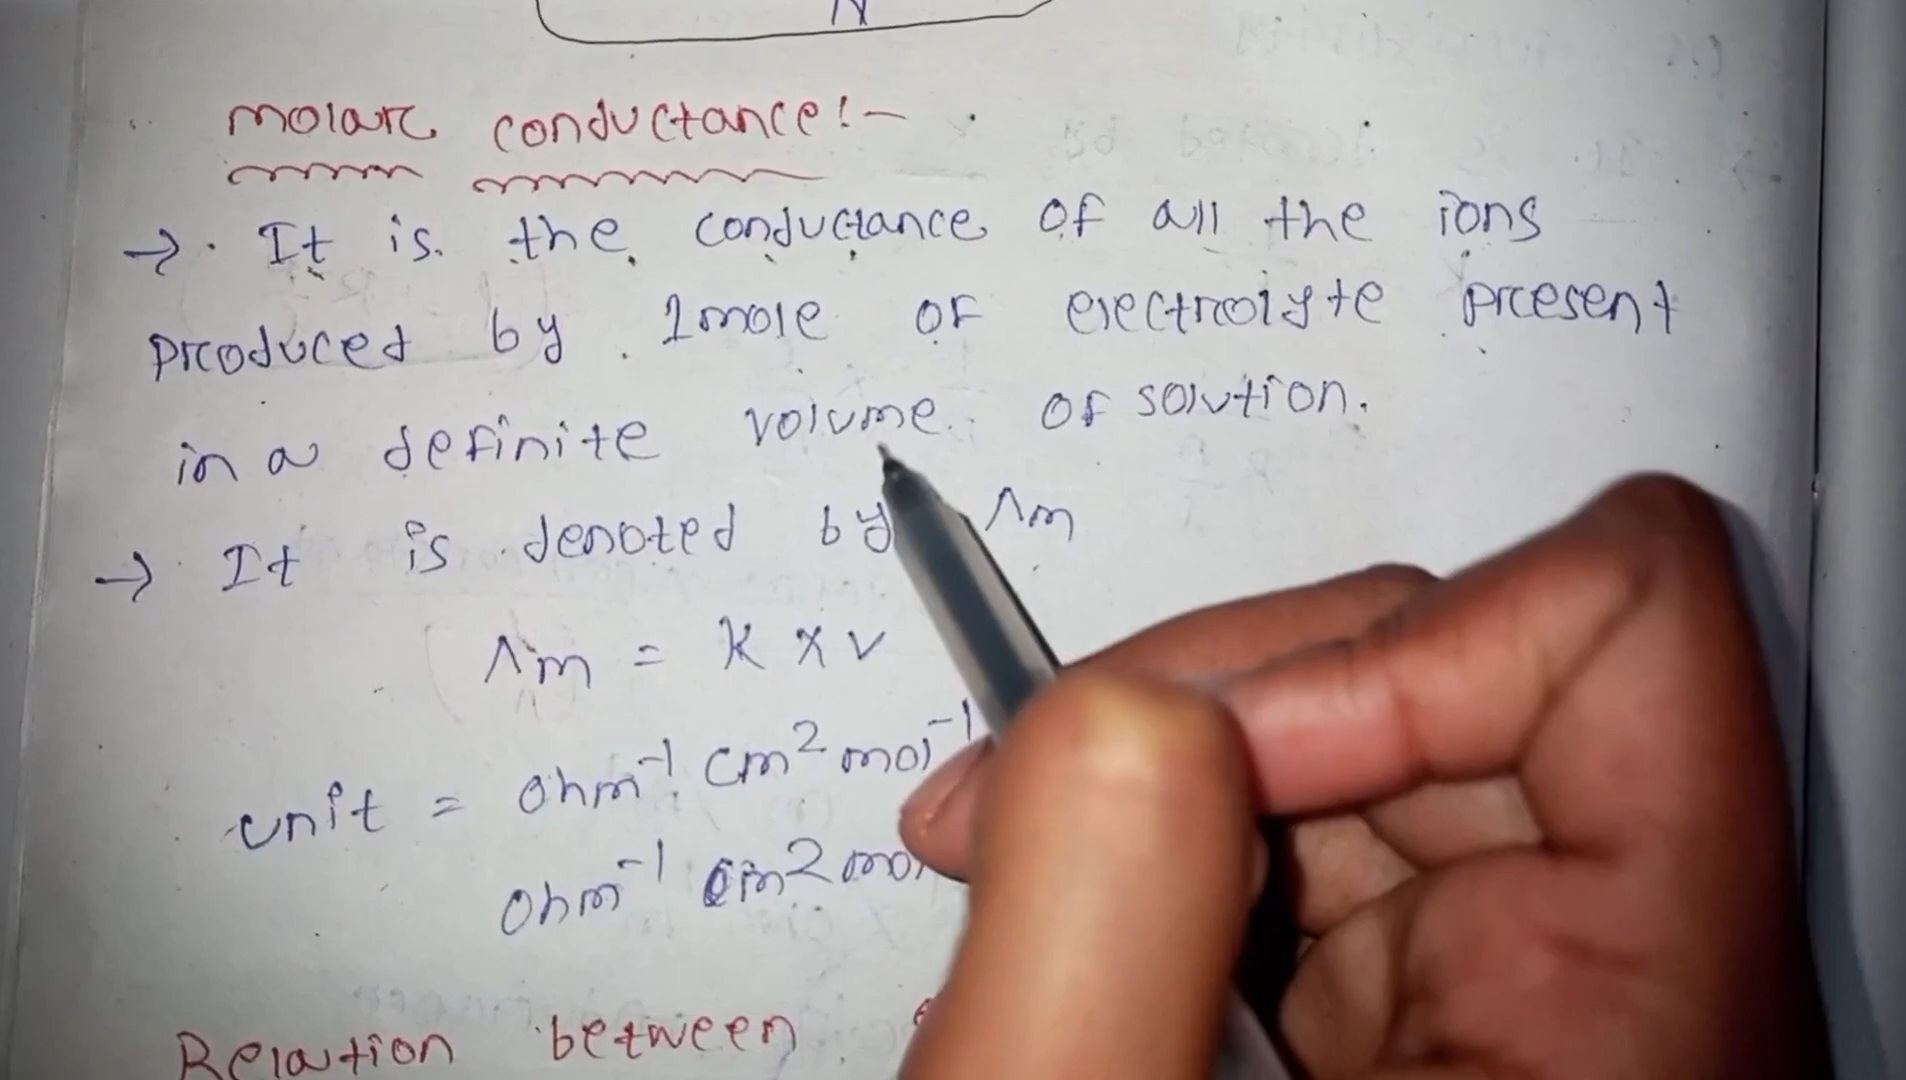 N
molar conductance:-
→ It is the conductance of all the ions
produced by 1mole of electrolyte present
in a definite volume of solution.
→ It is denoted by Λm
Λm = K x v
unit = ohm⁻¹ cm² mol⁻¹
ohm⁻¹ cm² mol
Relation between